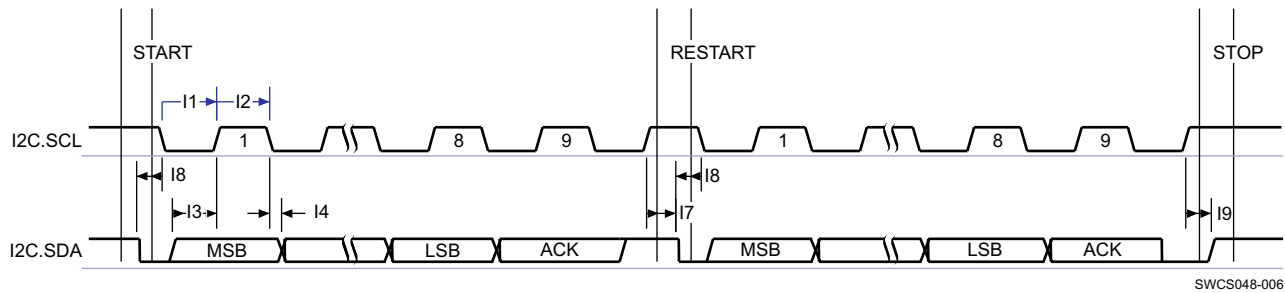 START RESTART STOP
I1 I2
I2C.SCL 1 8 9 1 8 9
I8 I8
I3 I4 I7 I9
I2C.SDA MSB LSB ACK MSB LSB ACK
SWCS048-006